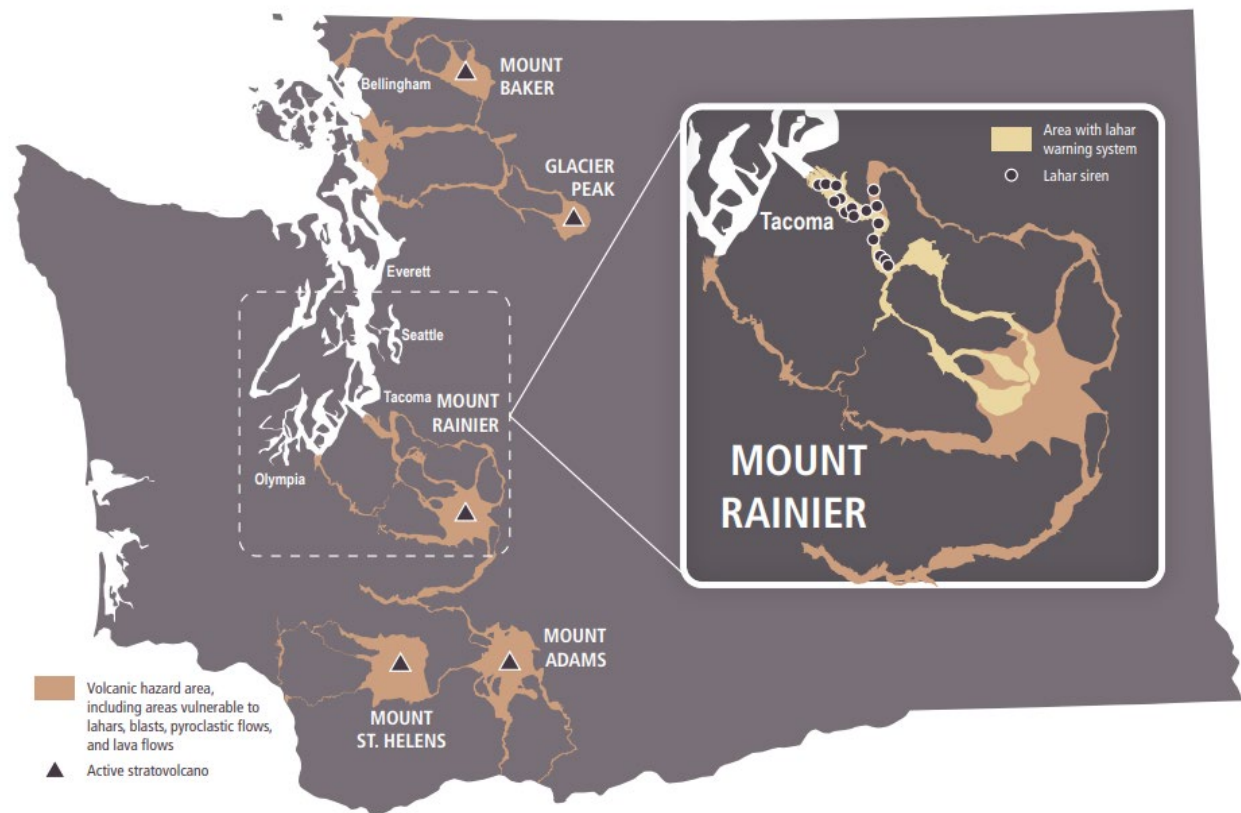 Bellingham
MOUNT
BAKER
GLACIER
PEAK
Everett
Seattle
Tacoma
MOUNT
RAINIER
Olympia
MOUNT
ADAMS
MOUNT
ST. HELENS
Volcanic hazard area,
including areas vulnerable to
lahars, blasts, pyroclastic flows,
and lava flows
Active stratovolcano
Area with lahar
warning system
Lahar siren
Tacoma
MOUNT
RAINIER